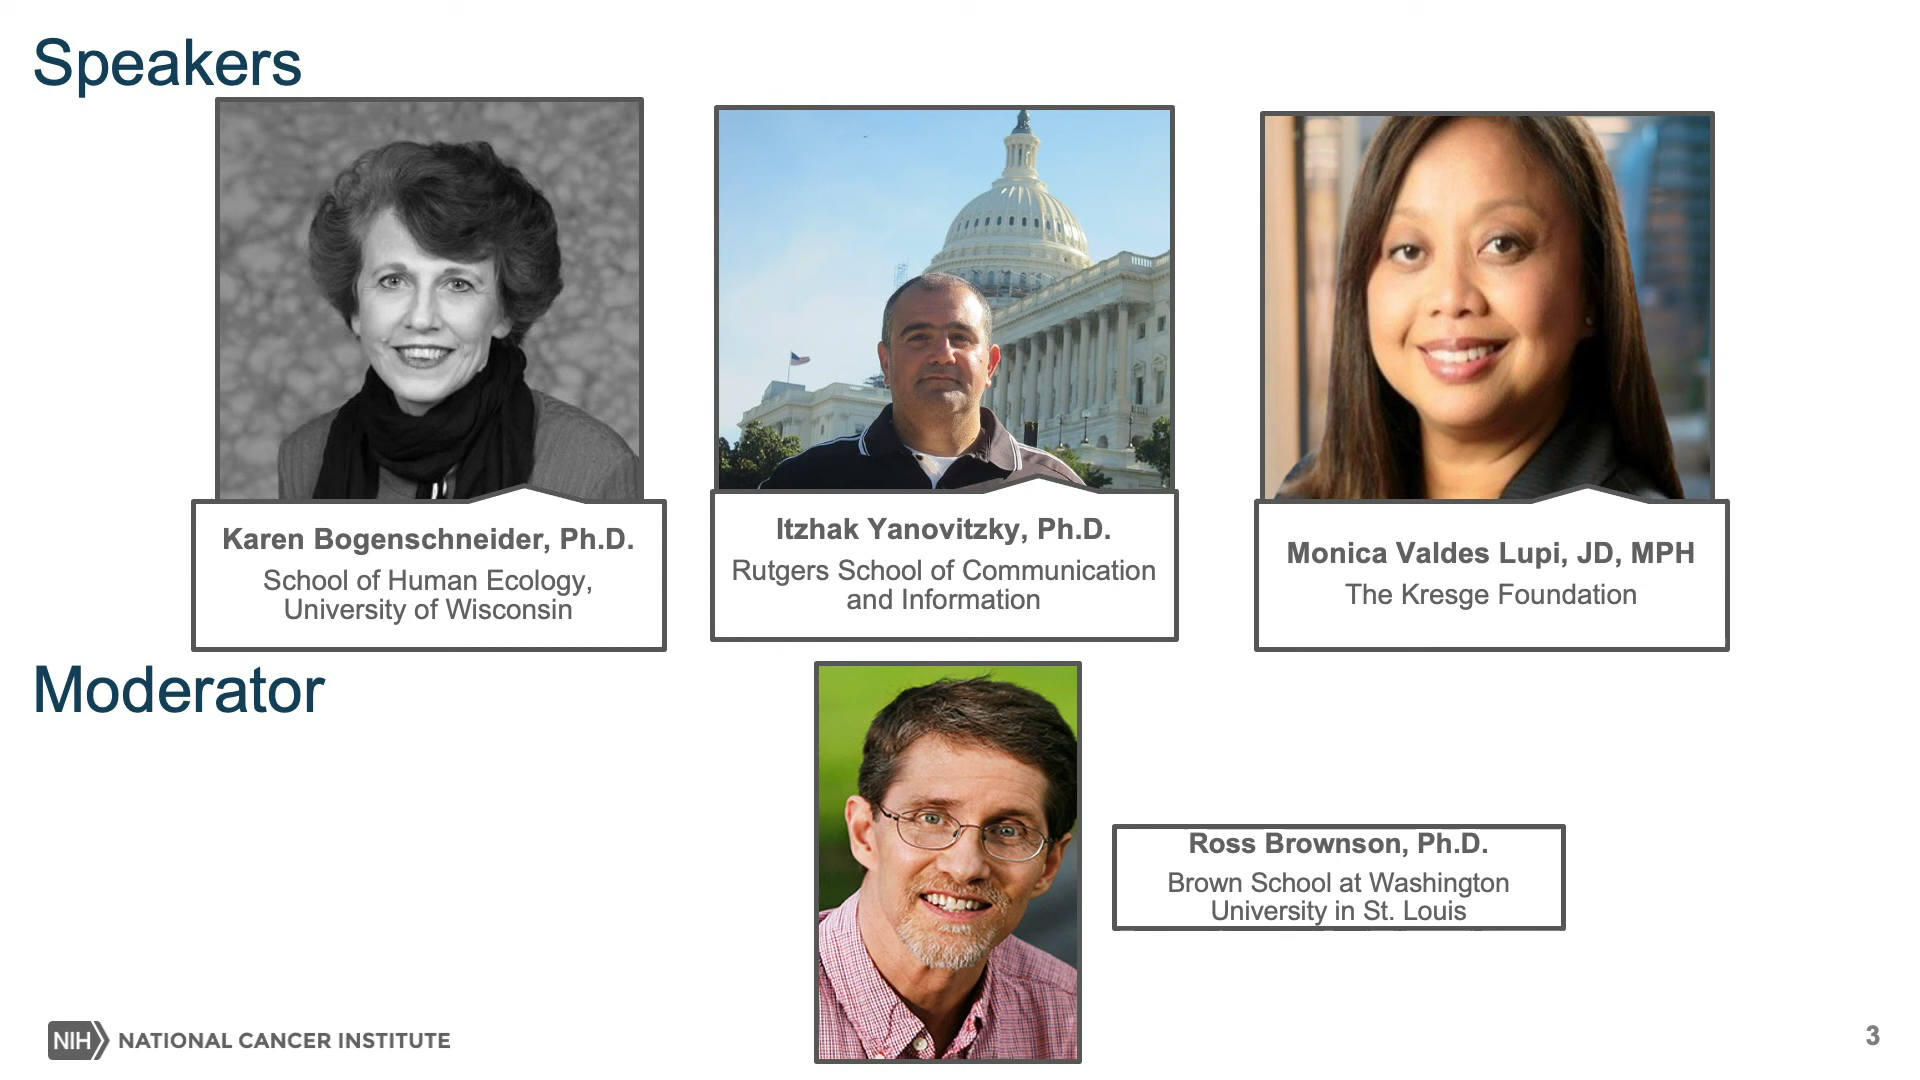 Speakers
Karen Bogenschneider, Ph.D.
School of Human Ecology,
University of Wisconsin
Itzhak Yanovitzky, Ph.D.
Rutgers School of Communication
and Information
Monica Valdes Lupi, JD, MPH
The Kresge Foundation
Moderator
Ross Brownson, Ph.D.
Brown School at Washington
University in St. Louis
NIH NATIONAL CANCER INSTITUTE
3